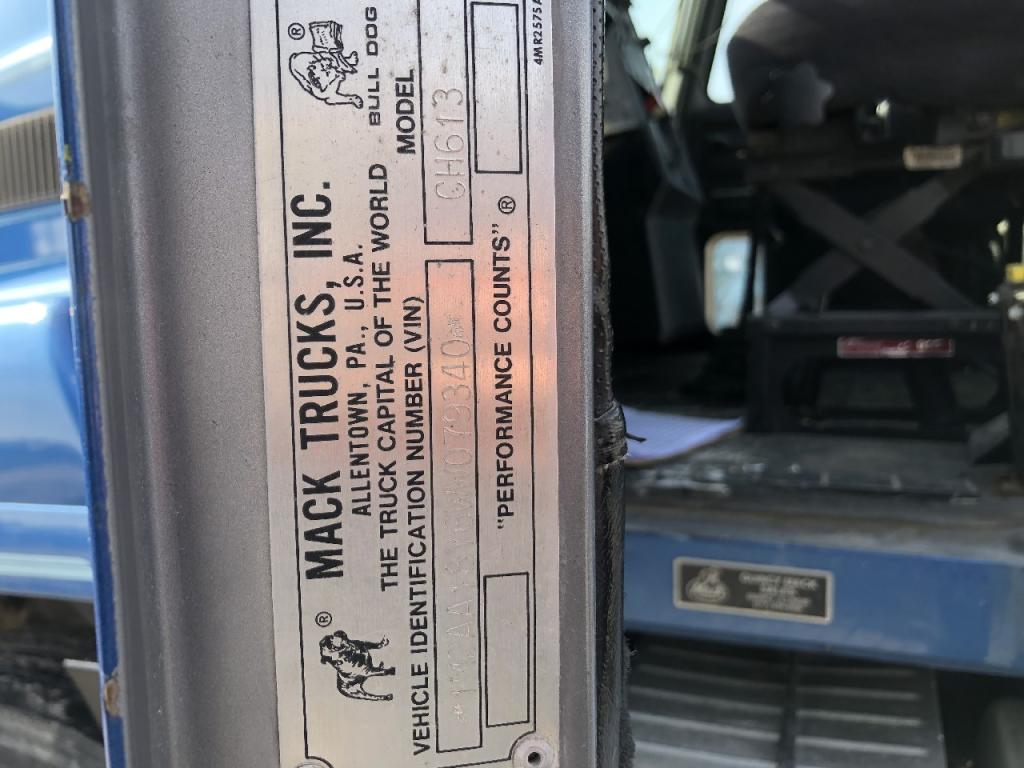 MACK TRUCKS, INC.
ALLENTOWN, PA., U.S.A.
THE TRUCK CAPITAL OF THE WORLD
BULL DOG
VEHICLE IDENTIFICATION NUMBER (VIN)
MODEL
CH613
"PERFORMANCE COUNTS" ®
4MR2575A